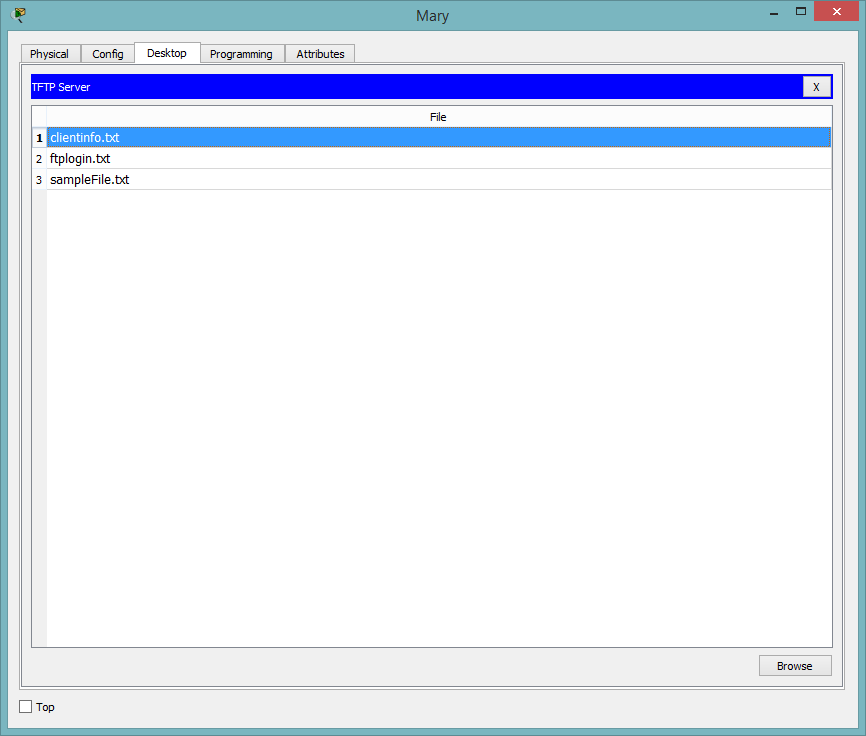 Mary
Physical Config Desktop Programming Attributes
TFTP Server X
File
1 clientinfo.txt
2 ftplogin.txt
3 sampleFile.txt
Browse
Top